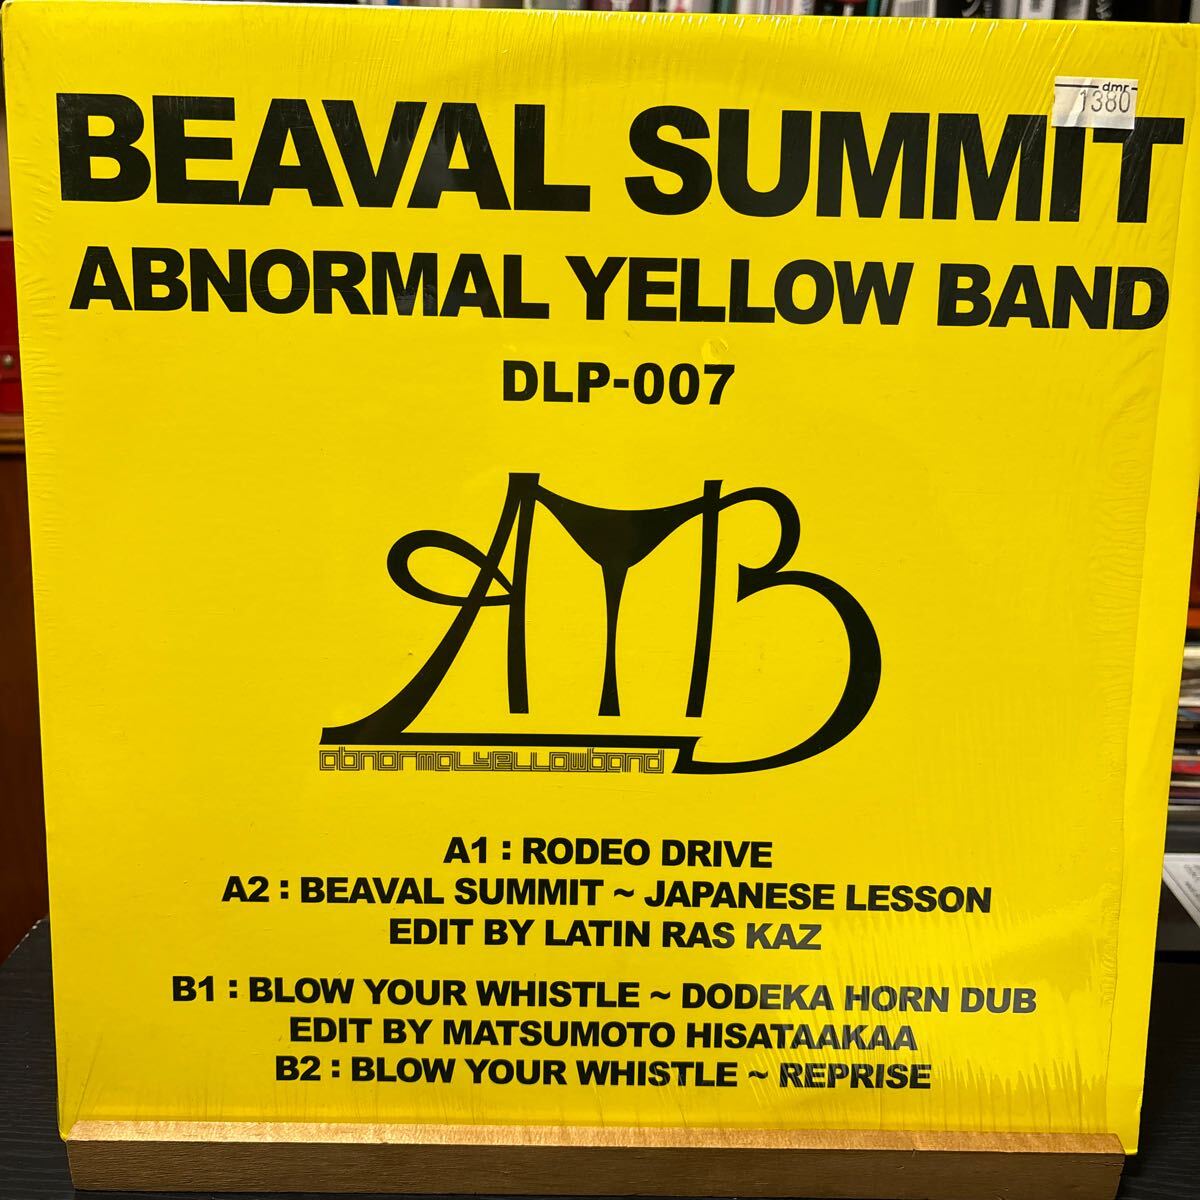 dmr
1380
BEAVAL SUMMIT
ABNORMAL YELLOW BAND
DLP-007
AYB
abnormalyellowband
A1 : RODEO DRIVE
A2 : BEAVAL SUMMIT ~ JAPANESE LESSON
EDIT BY LATIN RAS KAZ
B1 : BLOW YOUR WHISTLE ~ DODEKA HORN DUB
EDIT BY MATSUMOTO HISATAAKAA
B2 : BLOW YOUR WHISTLE ~ REPRISE